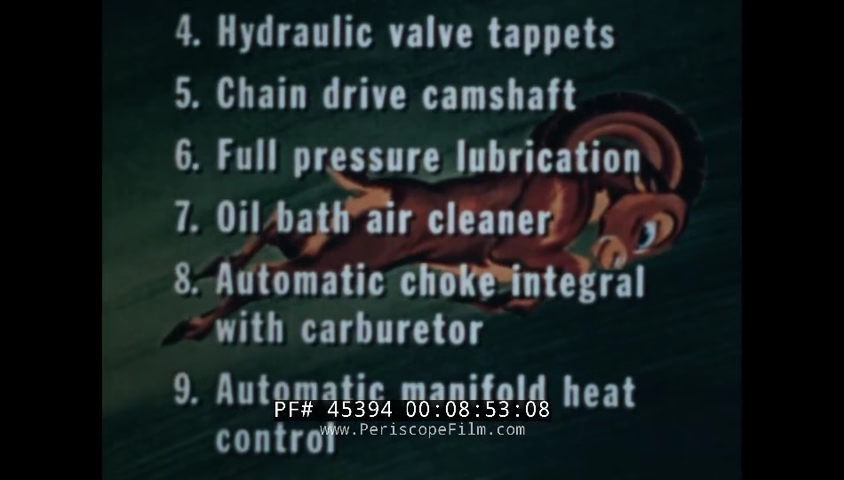 4. Hydraulic valve tappets
5. Chain drive camshaft
6. Full pressure lubrication
7. Oil bath air cleaner
8. Automatic choke integral
with carburetor
9. Automatic manifold heat
PF# 45394 00:08:53:08
control
www.PeriscopeFilm.com